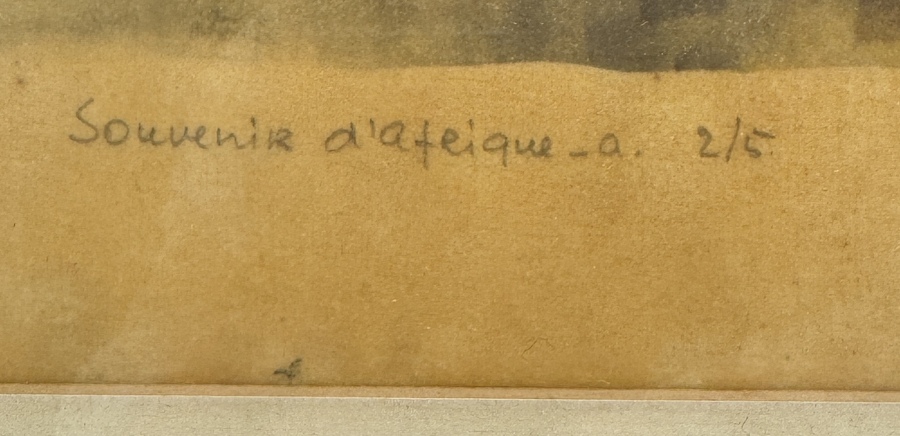 Souvenir d'afrique - a. 2/5